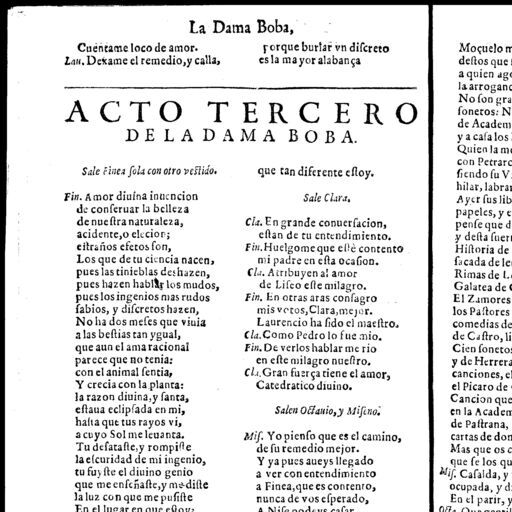 La Dama Boba,
Cuentame loco de amor.
Lau. Dexame el remedio, y calla,
porque burlar vn discreto
es la mayor alabança
ACTO TERCERO
DE LA DAMA BOBA.
Sale Finea sola con otro vestido.
Fin. Amor diuina inuencion
de conseruar la belleza
de nuestra naturaleza,
acidente, o elecior;
estraños efetos son,
Los que de tu ciencia nacen,
pues las tinieblas deshazen,
pues hazen hablar los mudos,
pues los ingenios mas rudos
sabios, y discretos hazen,
No ha dos meses que viuia
a las bestias tan ygual,
que aun el ama racional
parece que no tenia:
con el animal sentia,
Y crecia con la planta:
la razon diuina, y santa,
estaua eclipsada en mi,
hasta que tus rayos vi,
a cuyo Sol me leuanta.
Tu desataste, y rompiste
la escuridad de mi ingenio,
tu fuyste el diuino genio
que me enseñaste, y mediste
la luz con que me pusiste
En el lugar en que estoy:
que tan diferente estoy.
Sale Clara.
Cla. En grande conuersacion,
estan de tu entendimiento.
Fin. Huelgome que esté contento
mi padre en esta ocasion.
Cla. Atribuyen al amor
de Liseo este milagro.
Fin. En otras aras consagro
mis votos, Clara, mejor.
Laurencio ha sido el maestro.
Cla. Como Pedro lo fue mio.
Fin. De verlos hablar me rio
en este milagro nuestro.
Cla. Gran fuerça tiene el amor,
Catedratico diuino.
Salen Octauio, y Miseno.
Mis. Yo pienso que es el camino,
de su remedio mejor.
Y ya pues aueys llegado
a ver con entendimiento
a Finea, que es contento,
nunca de vos esperado,
A Nise podeys casar
Moçuelo m
destos que
a quien ag
la arroganc
No son gra
sonetos: N
de Academ
y a casa los
Quien la me
con Petrarc
siendo su V
hilar, labrar
Ayer sus lib
papeles, y e
pense que d
y desta suer
Historia de
sacada de le
Rimas de L
Galatea de C
El Zamores
los Pastores
comedias de
de Castro, li
Cien sonetos
y de Herrera
canciones, el
el Picaro de
Cancion que
en la Academ
de Pastrana,
cartas de don
Mas que os c
que se los qu
Mis. Casalda, y
ocupada, y d
En el parir, y